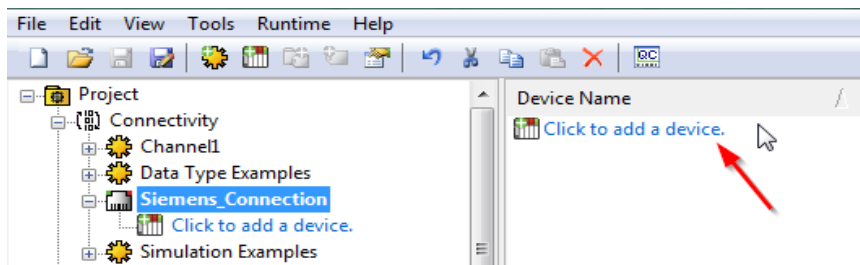 File Edit View Tools Runtime Help
QC
Project
Connectivity
Channel1
Data Type Examples
Siemens_Connection
Click to add a device.
Simulation Examples
Device Name
Click to add a device.